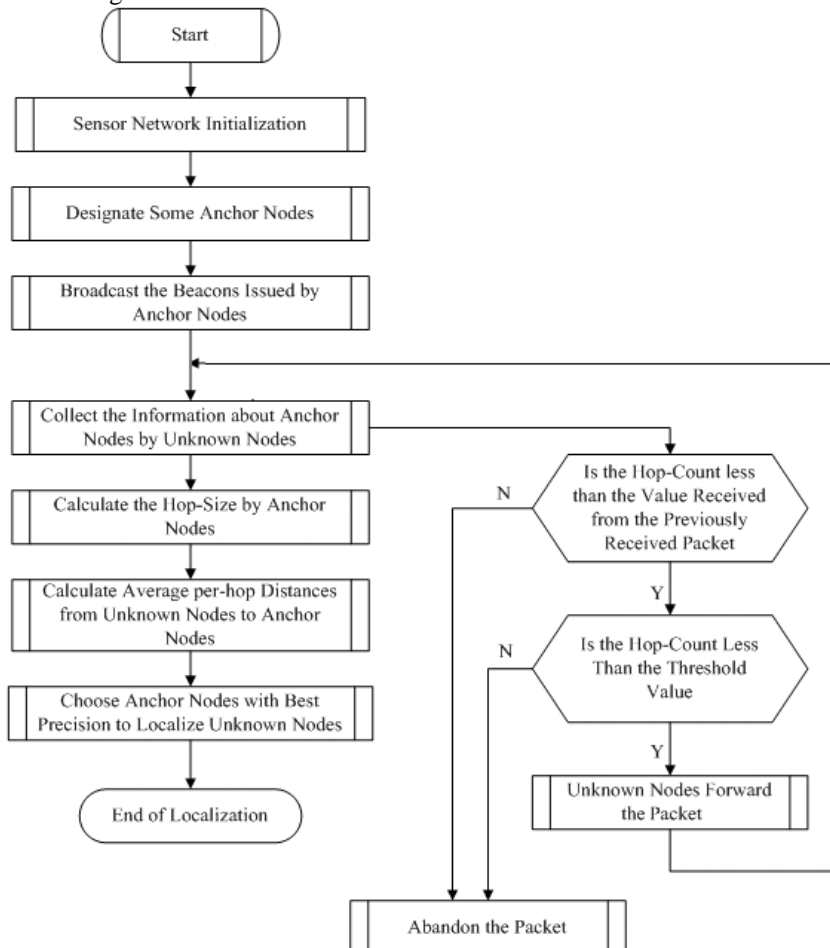 Start
Sensor Network Initialization
Designate Some Anchor Nodes
Broadcast the Beacons Issued by
Anchor Nodes
Collect the Information about Anchor
Nodes by Unknown Nodes
Calculate the Hop-Size by Anchor
Nodes
Calculate Average per-hop Distances
from Unknown Nodes to Anchor
Nodes
Choose Anchor Nodes with Best
Precision to Localize Unknown Nodes
End of Localization
Is the Hop-Count less
than the Value Received
from the Previously
Received Packet
N
Y
Is the Hop-Count Less
Than the Threshold
Value
N
Y
Unknown Nodes Forward
the Packet
Abandon the Packet